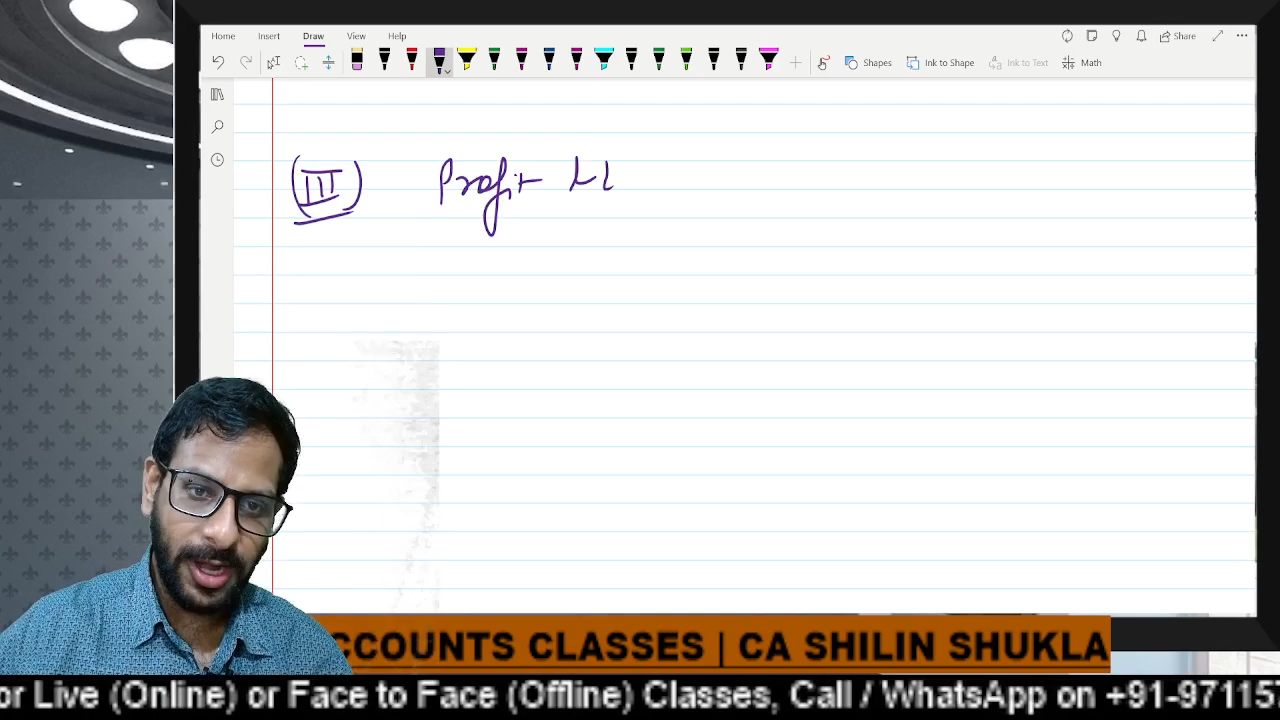 Home Insert Draw View Help
Share
Shapes Ink to Shape Ink to Text Math
(III) Profit
CCOUNTS CLASSES | CA SHILIN SHUKLA
or Live (Online) or Face to Face (Offline) Classes, Call / WhatsApp on +91-97115